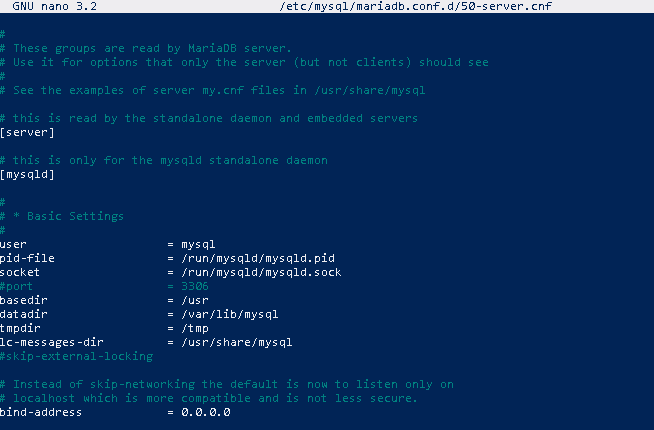 GNU nano 3.2 /etc/mysql/mariadb.conf.d/50-server.cnf
#
# These groups are read by MariaDB server.
# Use it for options that only the server (but not clients) should see
#
# See the examples of server my.cnf files in /usr/share/mysql
# this is read by the standalone daemon and embedded servers
[server]
# this is only for the mysqld standalone daemon
[mysqld]
#
# * Basic Settings
#
user = mysql
pid-file = /run/mysqld/mysqld.pid
socket = /run/mysqld/mysqld.sock
#port = 3306
basedir = /usr
datadir = /var/lib/mysql
tmpdir = /tmp
lc-messages-dir = /usr/share/mysql
#skip-external-locking
# Instead of skip-networking the default is now to listen only on
# localhost which is more compatible and is not less secure.
bind-address = 0.0.0.0